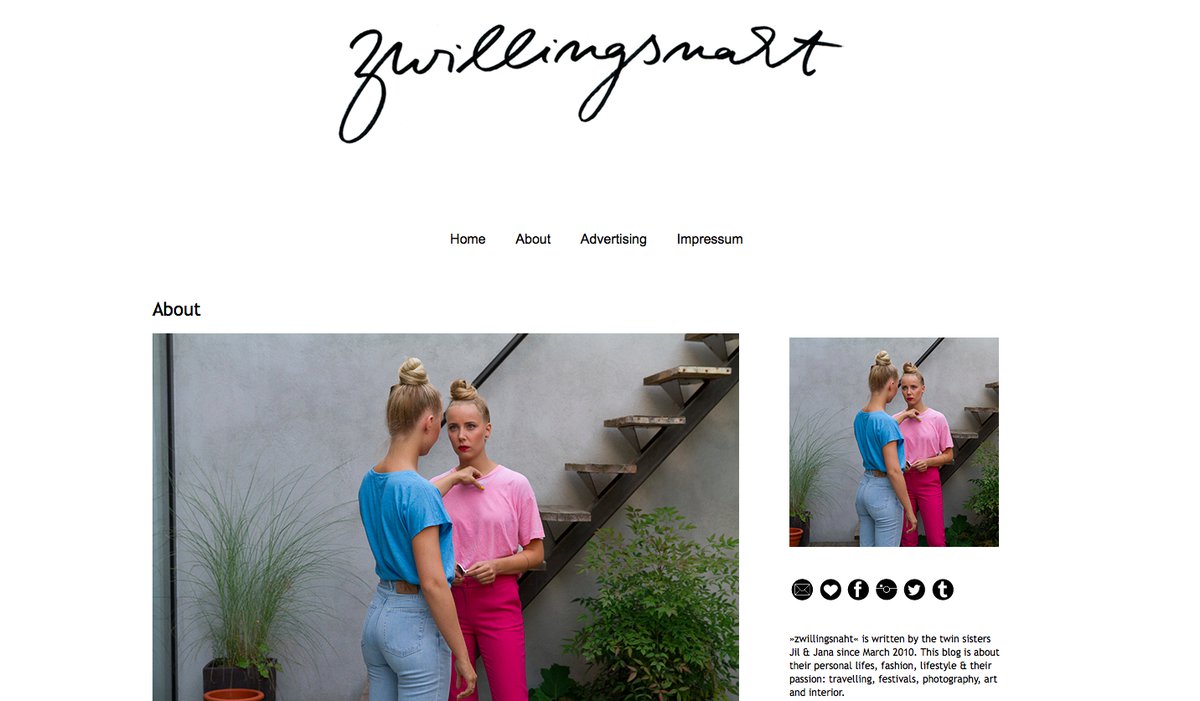 zwillingsnaht
Home About Advertising Impressum
About
»zwillingsnaht« is written by the twin sisters
Jil & Jana since March 2010. This blog is about
their personal lifes, fashion, lifestyle & their
passion: travelling, festivals, photography, art
and interior.